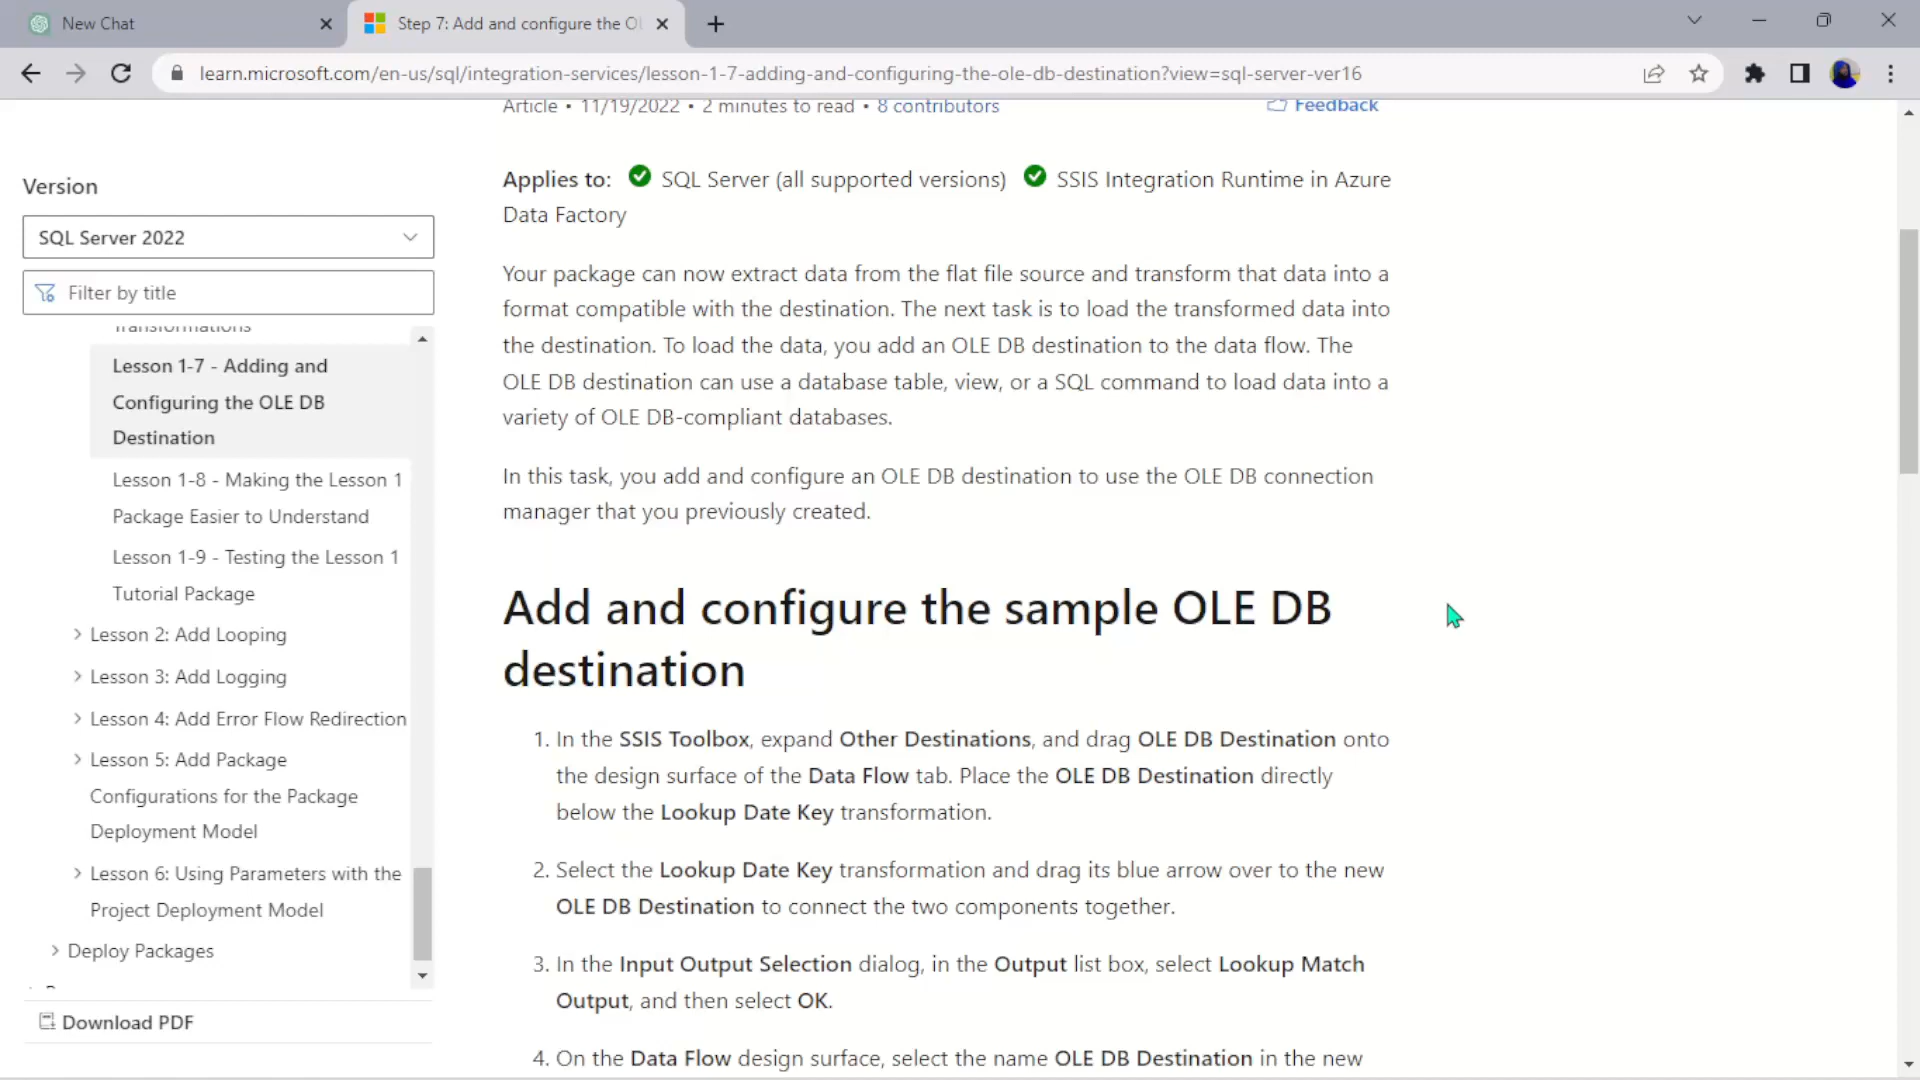 New Chat
Step 7: Add and configure the Ol
learn.microsoft.com/en-us/sql/integration-services/lesson-1-7-adding-and-configuring-the-ole-db-destination?view=sql-server-ver16
Article • 11/19/2022 • 2 minutes to read • 8 contributors
Feedback
Version
SQL Server 2022
Filter by title
Transformations
Lesson 1-7 - Adding and
Configuring the OLE DB
Destination
Lesson 1-8 - Making the Lesson 1
Package Easier to Understand
Lesson 1-9 - Testing the Lesson 1
Tutorial Package
Lesson 2: Add Looping
Lesson 3: Add Logging
Lesson 4: Add Error Flow Redirection
Lesson 5: Add Package
Configurations for the Package
Deployment Model
Lesson 6: Using Parameters with the
Project Deployment Model
Deploy Packages
Download PDF
Applies to: SQL Server (all supported versions) SSIS Integration Runtime in Azure
Data Factory
Your package can now extract data from the flat file source and transform that data into a
format compatible with the destination. The next task is to load the transformed data into
the destination. To load the data, you add an OLE DB destination to the data flow. The
OLE DB destination can use a database table, view, or a SQL command to load data into a
variety of OLE DB-compliant databases.
In this task, you add and configure an OLE DB destination to use the OLE DB connection
manager that you previously created.
Add and configure the sample OLE DB
destination
1. In the SSIS Toolbox, expand Other Destinations, and drag OLE DB Destination onto
the design surface of the Data Flow tab. Place the OLE DB Destination directly
below the Lookup Date Key transformation.
2. Select the Lookup Date Key transformation and drag its blue arrow over to the new
OLE DB Destination to connect the two components together.
3. In the Input Output Selection dialog, in the Output list box, select Lookup Match
Output, and then select OK.
4. On the Data Flow design surface, select the name OLE DB Destination in the new